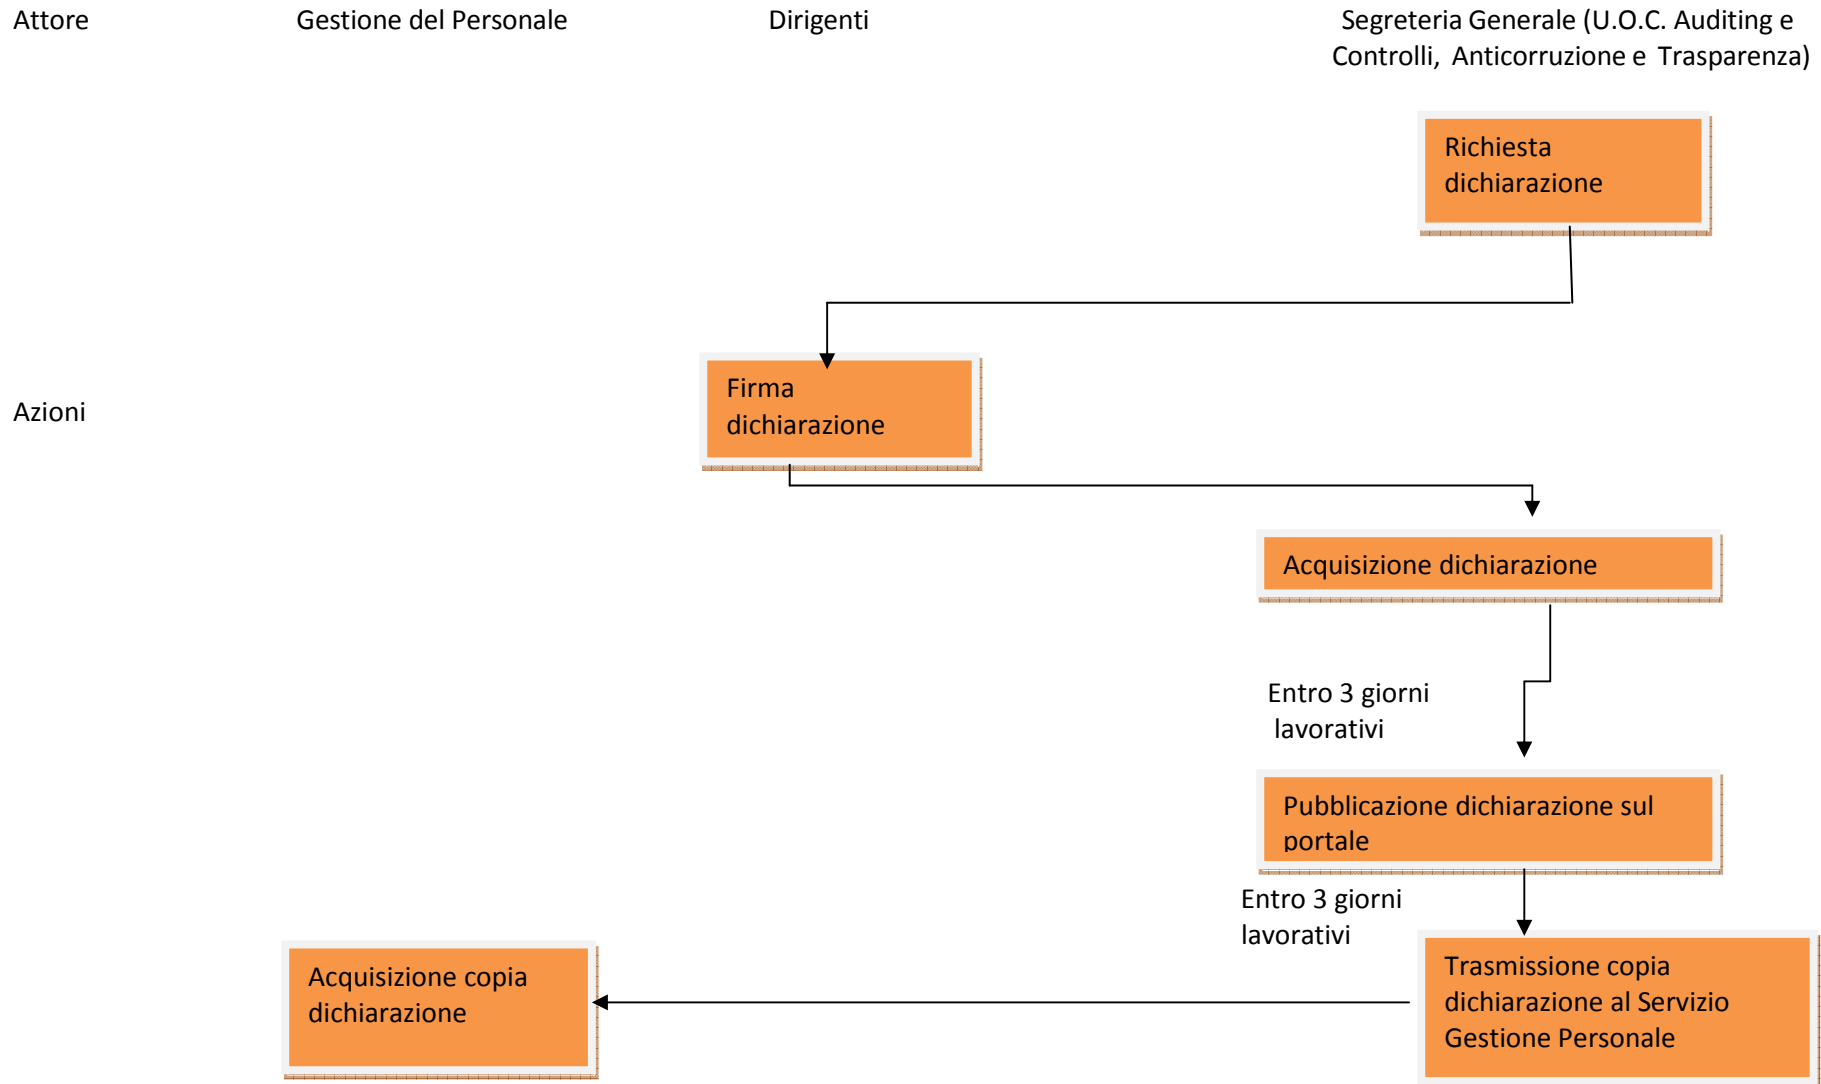 Attore
Gestione del Personale
Dirigenti
Segreteria Generale (U.O.C. Auditing e
Controlli, Anticorruzione e Trasparenza)
Richiesta
dichiarazione
Azioni
Firma
dichiarazione
Acquisizione dichiarazione
Entro 3 giorni
lavorativi
Pubblicazione dichiarazione sul
portale
Entro 3 giorni
lavorativi
Trasmissione copia
dichiarazione al Servizio
Gestione Personale
Acquisizione copia
dichiarazione